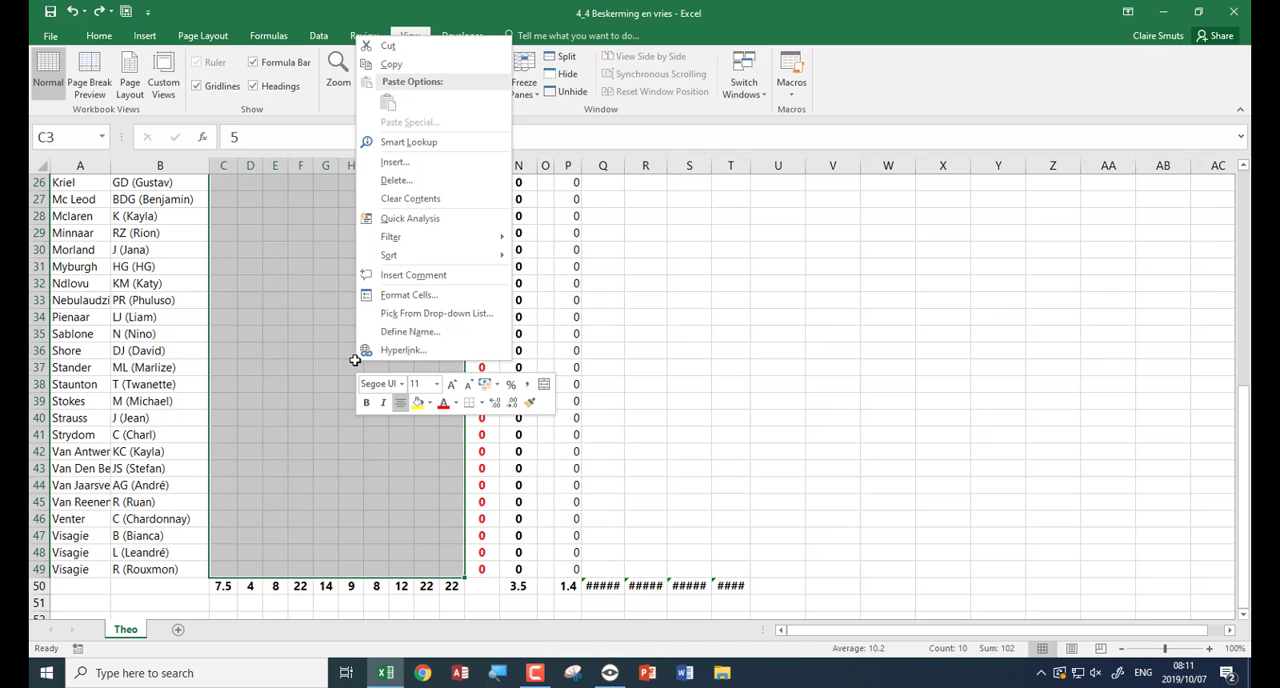 4_4 Beskerming en vries - Excel
File Home Insert Page Layout Formulas Data Review View Developer Tell me what you want to do... Claire Smuts Share
Normal
Page Break Preview
Page Layout
Custom Views
Workbook Views
Ruler
Gridlines
Formula Bar
Headings
Show
Zoom
Freeze Panes
Split
Hide
Unhide
View Side by Side
Synchronous Scrolling
Reset Window Position
Window
Switch Windows
Macros
Macros
C3 fx 5
A B C D E F G H N O P Q R S T U V W X Y Z AA AB AC
26 Kriel GD (Gustav) 0 0
27 Mc Leod BDG (Benjamin) 0 0
28 Mclaren K (Kayla) 0 0
29 Minnaar RZ (Rion) 0 0
30 Morland J (Jana) 0 0
31 Myburgh HG (HG) 0 0
32 Ndlovu KM (Katy) 0 0
33 Nebulaudzi PR (Phuluso) 0 0
34 Pienaar LJ (Liam) 0 0
35 Sablone N (Nino) 0 0
36 Shore DJ (David) 0 0
37 Stander ML (Marlize) 0 0 0
38 Staunton T (Twanette) 0
39 Stokes M (Michael) 0
40 Strauss J (Jean) 0 0 0
41 Strydom C (Charl) 0 0 0
42 Van Antwer KC (Kayla) 0 0 0
43 Van Den Be JS (Stefan) 0 0 0
44 Van Jaarsve AG (André) 0 0 0
45 Van Reenen R (Ruan) 0 0 0
46 Venter C (Chardonnay) 0 0 0
47 Visagie B (Bianca) 0 0 0
48 Visagie L (Leandré) 0 0 0
49 Visagie R (Rouxmon) 0 0 0
50 7.5 4 8 22 14 9 8 12 22 22 3.5 1.4 ##### ##### ##### ####
51
Cut
Copy
Paste Options:
Paste Special...
Smart Lookup
Insert...
Delete...
Clear Contents
Quick Analysis
Filter
Sort
Insert Comment
Format Cells...
Pick From Drop-down List...
Define Name...
Hyperlink...
Segoe UI 11 A A % ,
B I A
Theo
Ready Average: 10.2 Count: 10 Sum: 102 100%
Type here to search ENG 08:11
2019/10/07 2